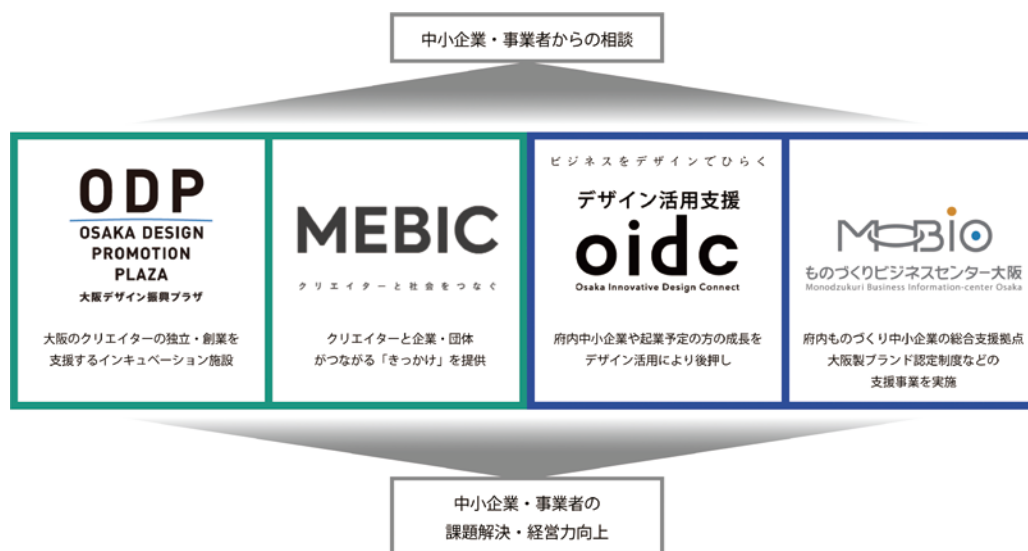 中小企業・事業者からの相談
ODP
OSAKA DESIGN
PROMOTION
PLAZA
大阪デザイン振興プラザ
大阪のクリエイターの独立・創業を
支援するインキュベーション施設
MEBIC
クリエイターと社会をつなぐ
クリエイターと企業・団体
がつながる「きっかけ」を提供
ビジネスをデザインでひらく
デザイン活用支援
oidc
Osaka Innovative Design Connect
府内中小企業や起業予定の方の成長を
デザイン活用により後押し
MOBIO
ものづくりビジネスセンター大阪
Monodzukuri Business Information-center Osaka
府内ものづくり中小企業の総合支援拠点
大阪製ブランド認定制度などの
支援事業を実施
中小企業・事業者の
課題解決・経営力向上